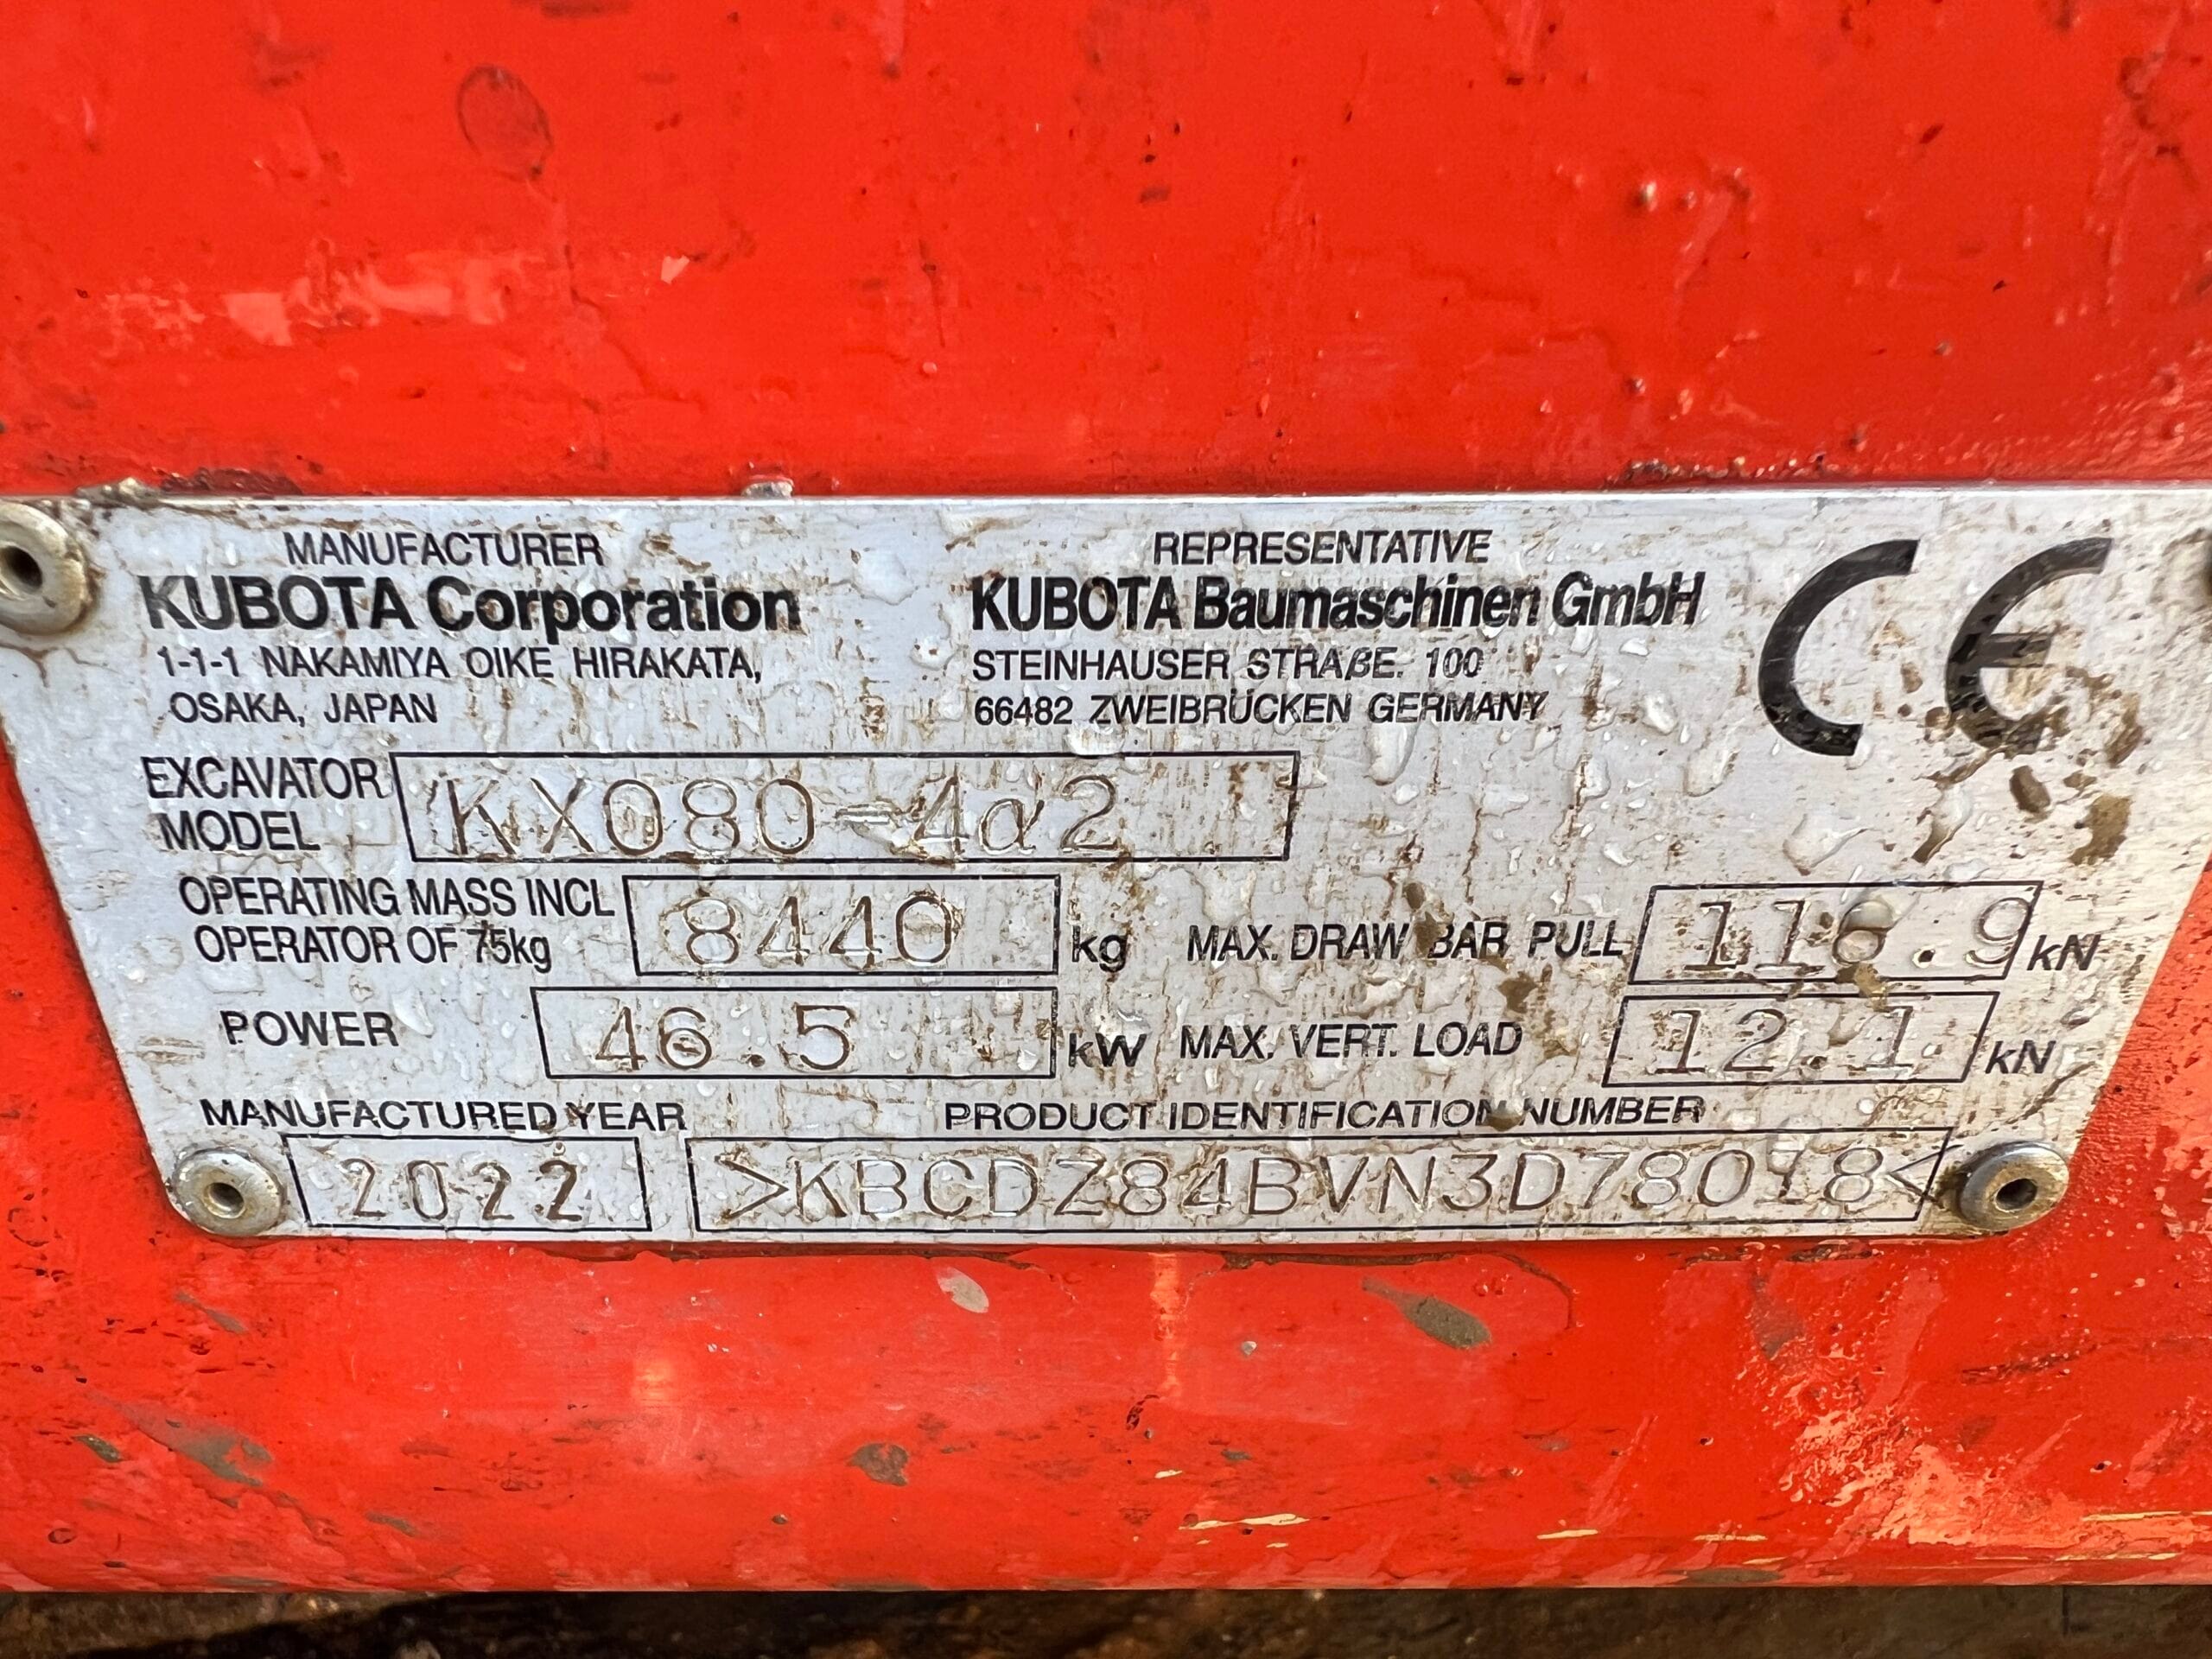 MANUFACTURER
KUBOTA Corporation
1-1-1 NAKAMIYA OIKE HIRAKATA,
OSAKA, JAPAN
REPRESENTATIVE
KUBOTA Baumaschinen GmbH
STEINHAUSER STRAßE. 100
66482 ZWEIBRÜCKEN GERMANY
CE
EXCAVATOR
MODEL
KX080-4α2
OPERATING MASS INCL
OPERATOR OF 75kg
8440 kg
MAX. DRAW BAR PULL 118.9 kN
POWER 46.5 kW
MAX. VERT. LOAD 12.1 kN
MANUFACTURED YEAR
2022
PRODUCT IDENTIFICATION NUMBER
>KBCDZ84BVN3D78018<